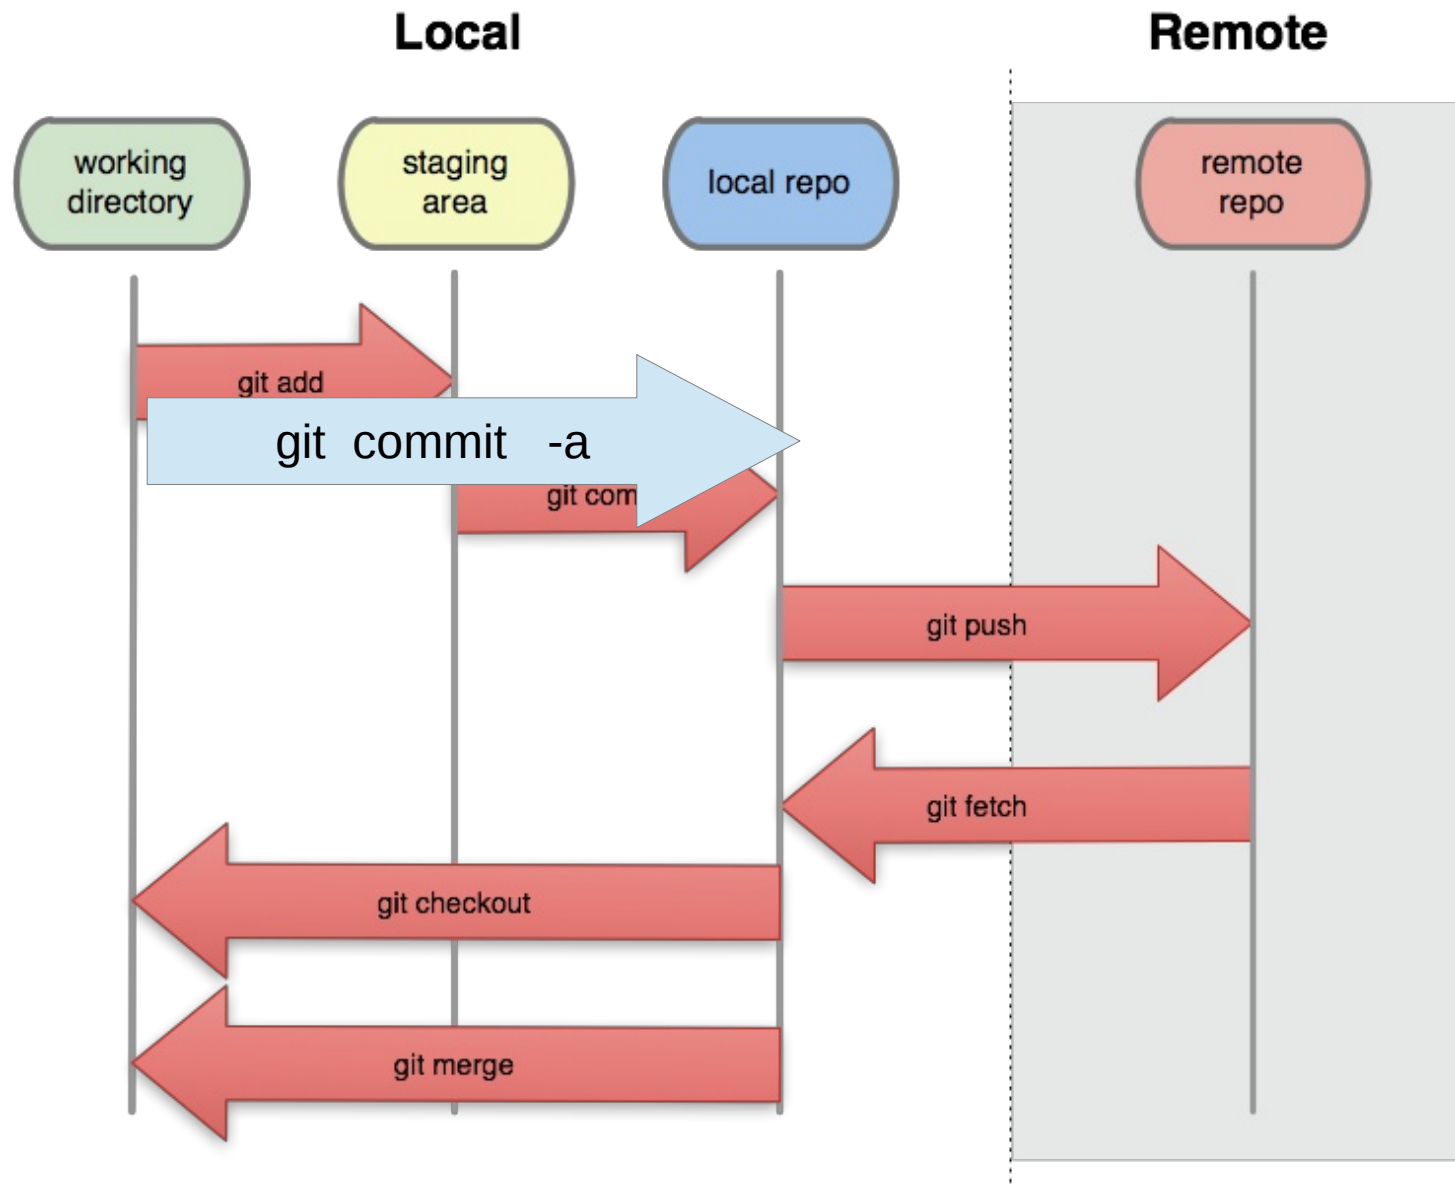 Local
Remote
working
directory
staging
area
local repo
remote
repo
git add
git commit -a
git com
git push
git fetch
git checkout
git merge